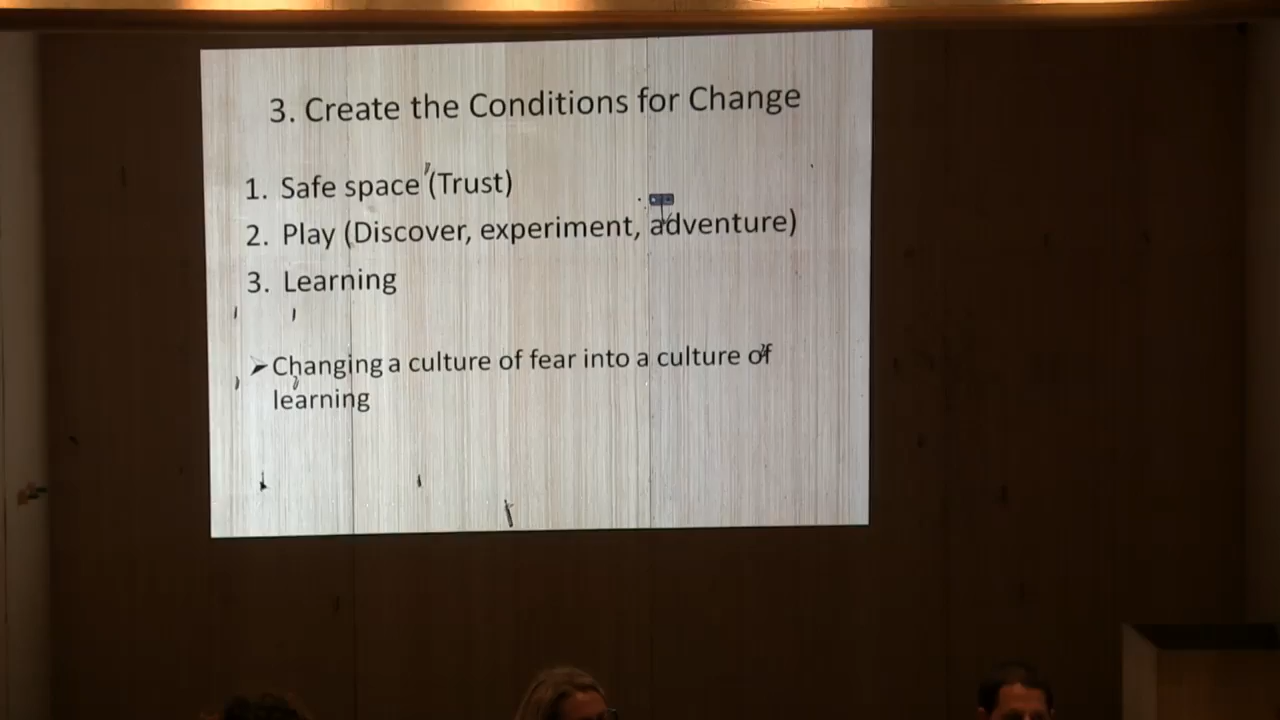 3. Create the Conditions for Change
1. Safe space (Trust)
2. Play (Discover, experiment, adventure)
3. Learning
➢ Changing a culture of fear into a culture of
learning